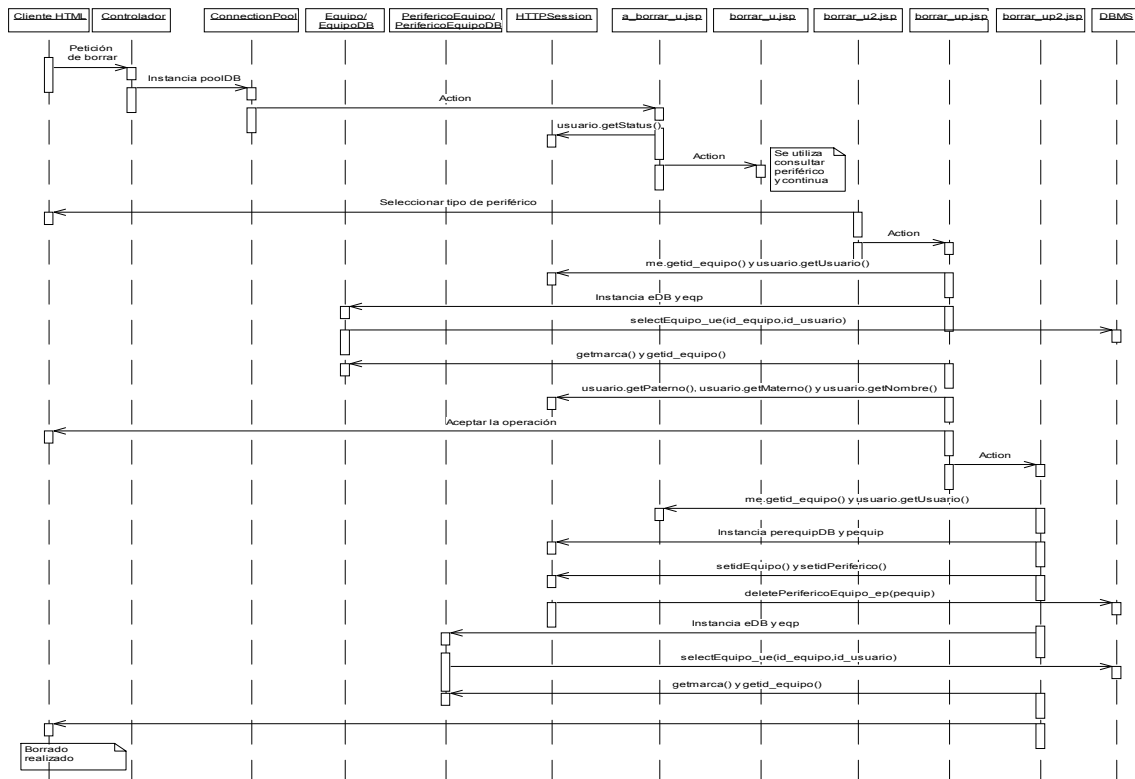 Cliente HTML
Controlador
ConnectionPool
Equipo/
EquipoDB
PerifericoEquipo/
PerifericoEquipoDB
HTTPSession
a_borrar_u.jsp
borrar_u.jsp
borrar_u2.jsp
borrar_up.jsp
borrar_up2.jsp
DBMS
Petición
de borrar
Instancia poolDB
Action
usuario.getStatus()
Action
Se utiliza
consultar
periférico
y continua
Seleccionar tipo de periférico
Action
me.getid_equipo() y usuario.getUsuario()
Instancia eDB y eqp
selectEquipo_ue(id_equipo,id_usuario)
getmarca() y getid_equipo()
usuario.getPaterno(), usuario.getMaterno() y usuario.getNombre()
Aceptar la operación
Action
me.getid_equipo() y usuario.getUsuario()
Instancia perequipDB y pequip
setidEquipo() y setidPeriferico()
deletePerifericoEquipo_ep(pequip)
Instancia eDB y eqp
selectEquipo_ue(id_equipo,id_usuario)
getmarca() y getid_equipo()
Borrado
realizado